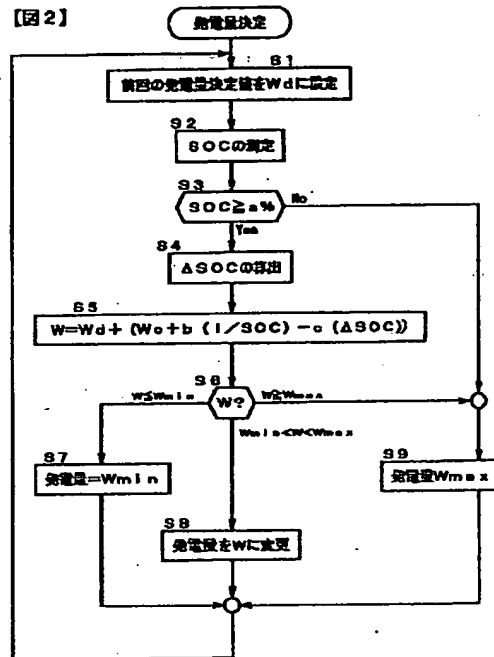 【図2】
発電量決定
S1
前回の発電量決定値をWdに設定
S2
SOCの測定
S3
SOC≧a%
No
Yes
S4
ΔSOCの算出
S5
W=Wd+(Wo+b(1/SOC)-c(ΔSOC))
S6
W?
W≦Wmin
W≧Wmax
Wmin<W<Wmax
S7
発電量=Wmin
S9
発電量Wmax
S8
発電量をWに変更